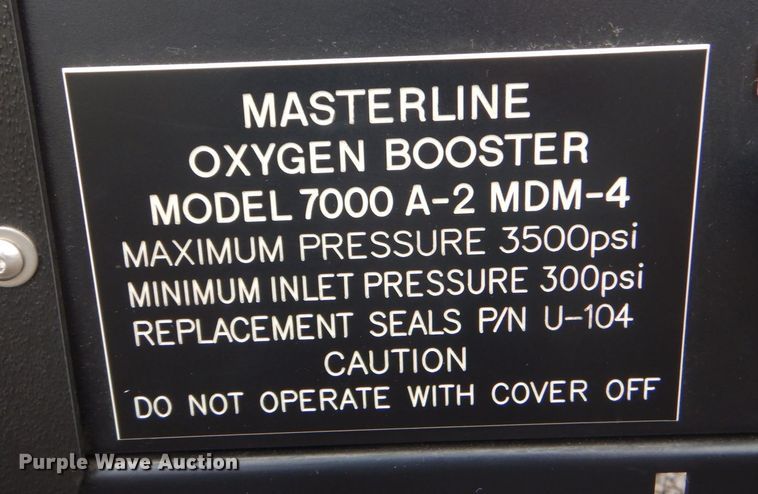 MASTERLINE
OXYGEN BOOSTER
MODEL 7000 A-2 MDM-4
MAXIMUM PRESSURE 3500psi
MINIMUM INLET PRESSURE 300psi
REPLACEMENT SEALS P/N U-104
CAUTION
DO NOT OPERATE WITH COVER OFF
Purple Wave Auction